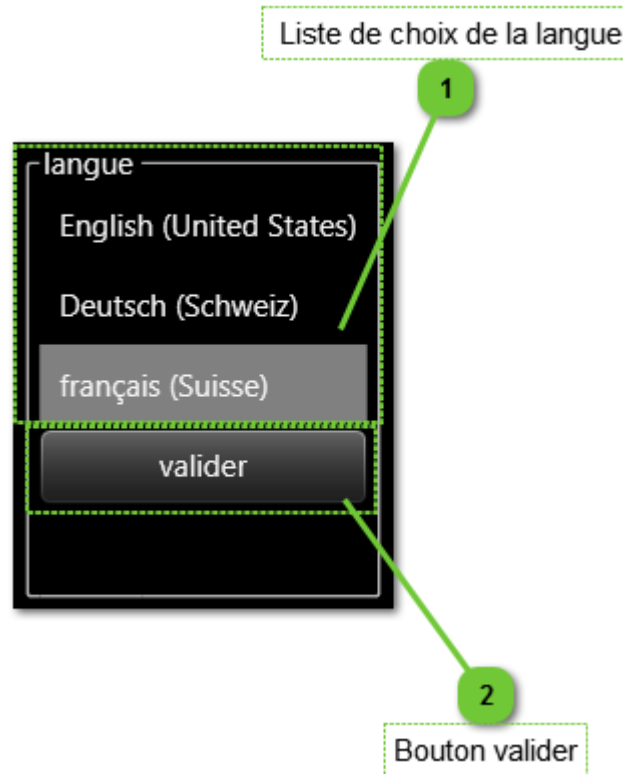 Liste de choix de la langue
1
langue
English (United States)
Deutsch (Schweiz)
français (Suisse)
valider
2
Bouton valider